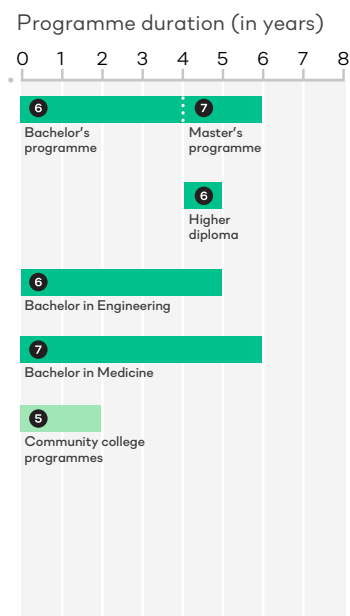 Programme duration (in years)
0 1 2 3 4 5 6 7 8
6 7
Bachelor's Master's
programme programme
6
Higher
diploma
6
Bachelor in Engineering
7
Bachelor in Medicine
5
Community college
programmes